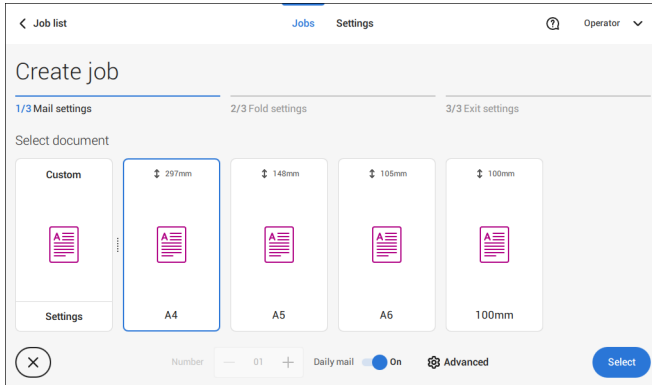 Job list
Jobs
Settings
Operator
Create job
1/3 Mail settings
2/3 Fold settings
3/3 Exit settings
Select document
Custom
297mm
148mm
105mm
100mm
A
A
A
A
A
Settings
A4
A5
A6
100mm
Number
01
Daily mail
On
Advanced
Select